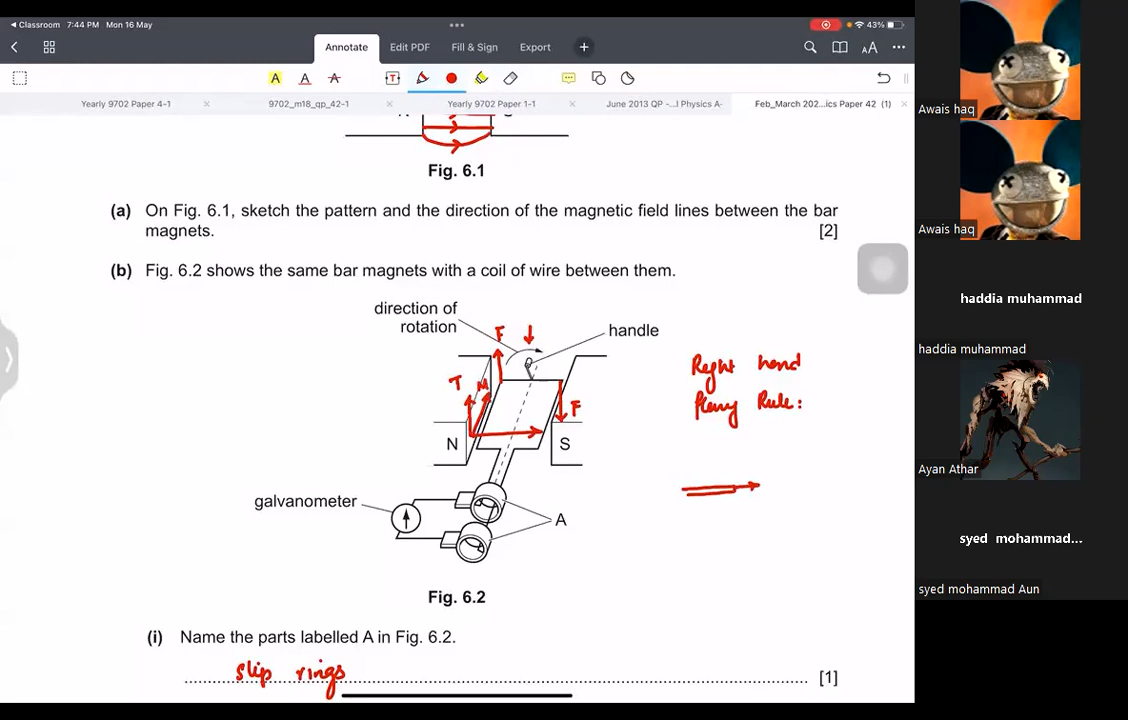 Classroom 7:44 PM Mon 16 May
43%
Annotate Edit PDF Fill & Sign Export
Yearly 9702 Paper 4-1 9702_m18_qp_42-1 Yearly 9702 Paper 1-1 June 2013 QP -...l Physics A- Feb_March 202...ics Paper 42 (1)
Fig. 6.1
(a) On Fig. 6.1, sketch the pattern and the direction of the magnetic field lines between the bar
magnets. [2]
(b) Fig. 6.2 shows the same bar magnets with a coil of wire between them.
direction of
rotation
handle
F
T M
F
N S
Right hand
Rule:
galvanometer
A
Fig. 6.2
(i) Name the parts labelled A in Fig. 6.2.
slip rings
[1]
Awais haq
Awais haq
haddia muhammad
haddia muhammad
Ayan Athar
syed mohammad...
syed mohammad Aun